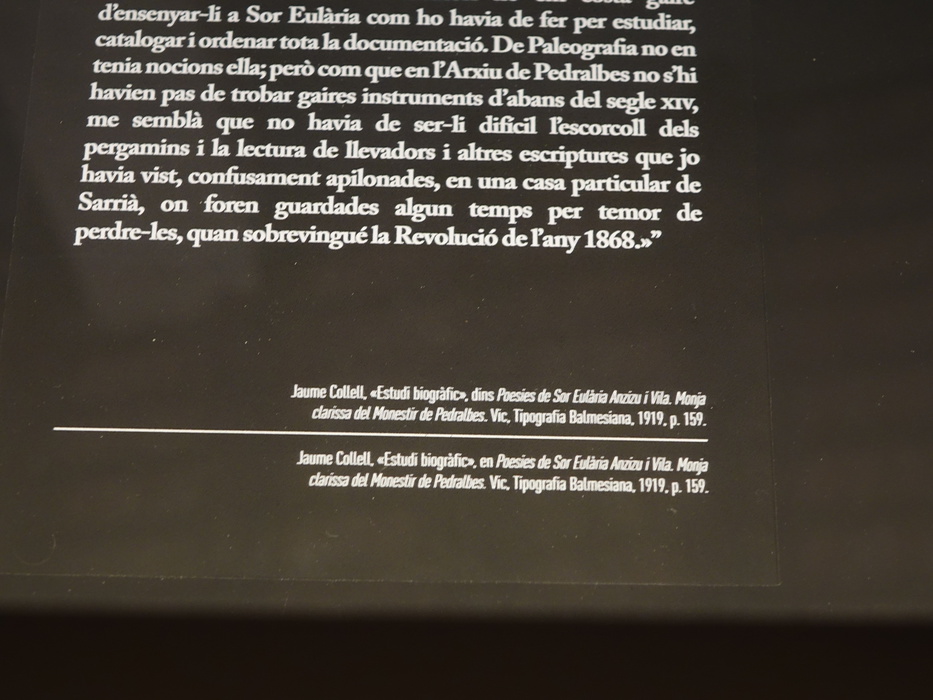 d'ensenyar-li a Sor Eulària com ho havia de fer per estudiar,
catalogar i ordenar tota la documentació. De Paleografia no en
tenia nocions ella; però com que en l'Arxiu de Pedralbes no s'hi
havien pas de trobar gaires instruments d'abans del segle XIV,
me semblà que no havia de ser-li difícil l'escorcoll dels
pergamins i la lectura de llevadors i altres escriptures que jo
havia vist, confusament apilonades, en una casa particular de
Sarrià, on foren guardades algun temps per temor de
perdre-les, quan sobrevingué la Revolució de l'any 1868.»”
Jaume Collell, «Estudi biogràfic», dins Poesies de Sor Eulària Anzizu i Vila. Monja
clarissa del Monestir de Pedralbes. Vic, Tipografia Balmesiana, 1919, p. 159.
Jaume Collell, «Estudi biogràfic», en Poesies de Sor Eulària Anzizu i Vila. Monja
clarissa del Monestir de Pedralbes. Vic, Tipografia Balmesiana, 1919, p. 159.